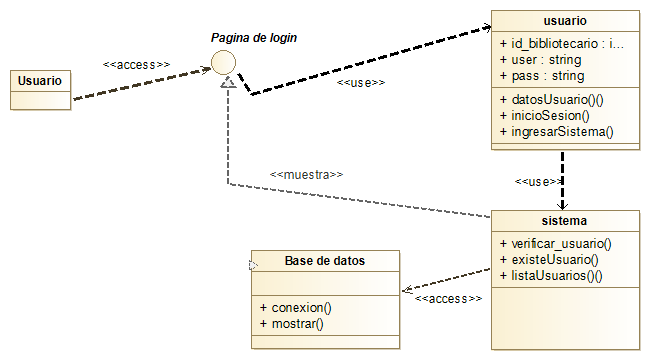 Pagina de login
usuario
+ id_bibliotecario : i...
+ user : string
+ pass : string
+ datosUsuario()()
+ inicioSesion()
+ ingresarSistema()
<<access>>
Usuario
<<use>>
<<muestra>>
<<use>>
sistema
+ verificar_usuario()
+ existeUsuario()
+ listaUsuarios()()
Base de datos
+ conexion()
+ mostrar()
<<access>>